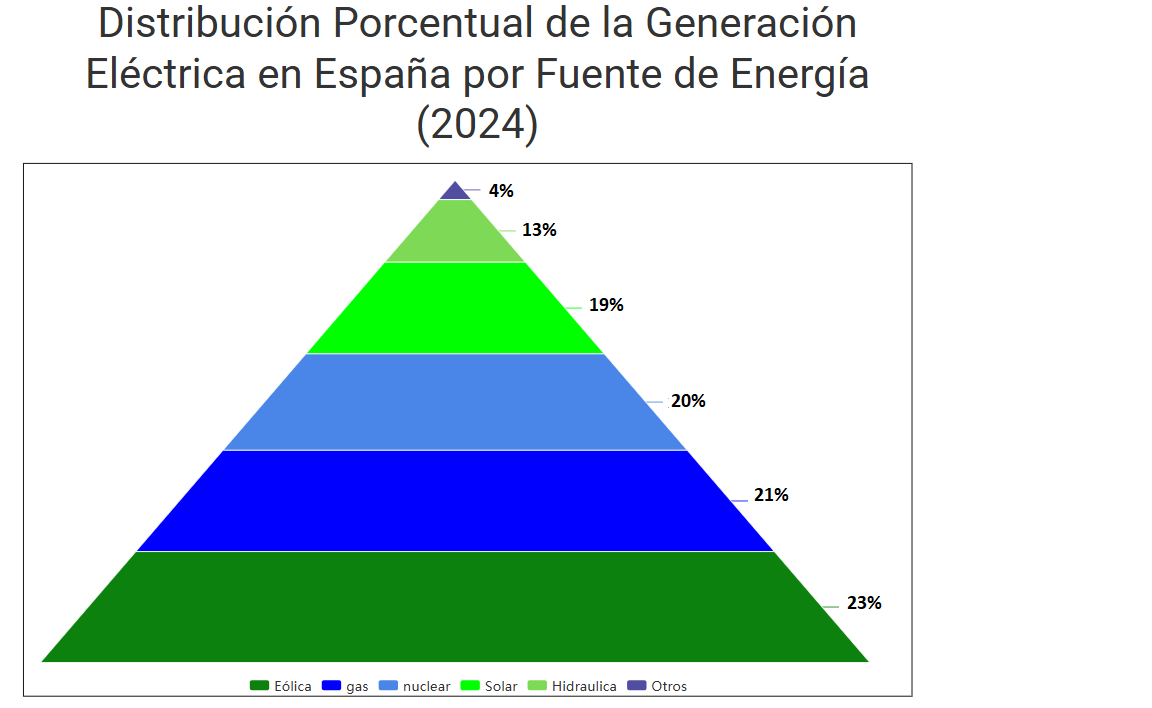 Distribución Porcentual de la Generación
Eléctrica en España por Fuente de Energía
(2024)
4%
13%
19%
20%
21%
23%
Eólica gas nuclear Solar Hidraulica Otros